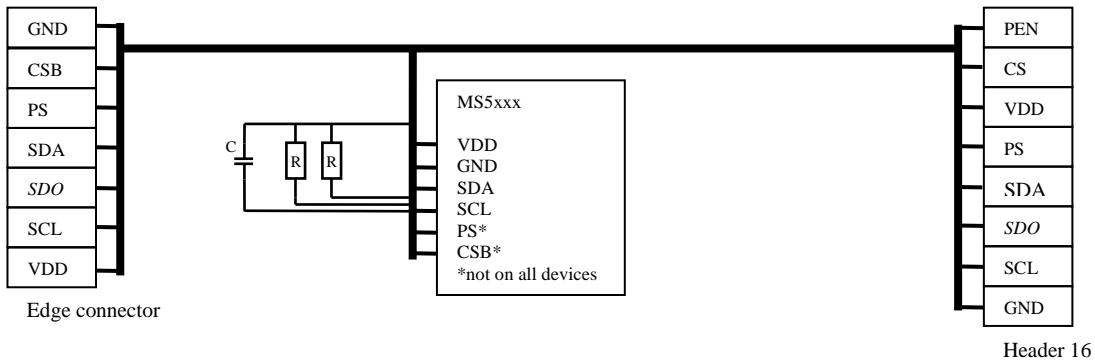 GND
CSB
PS
SDA
SDO
SCL
VDD
Edge connector
C
R
R
MS5xxx
VDD
GND
SDA
SCL
PS*
CSB*
*not on all devices
PEN
CS
VDD
PS
SDA
SDO
SCL
GND
Header 16